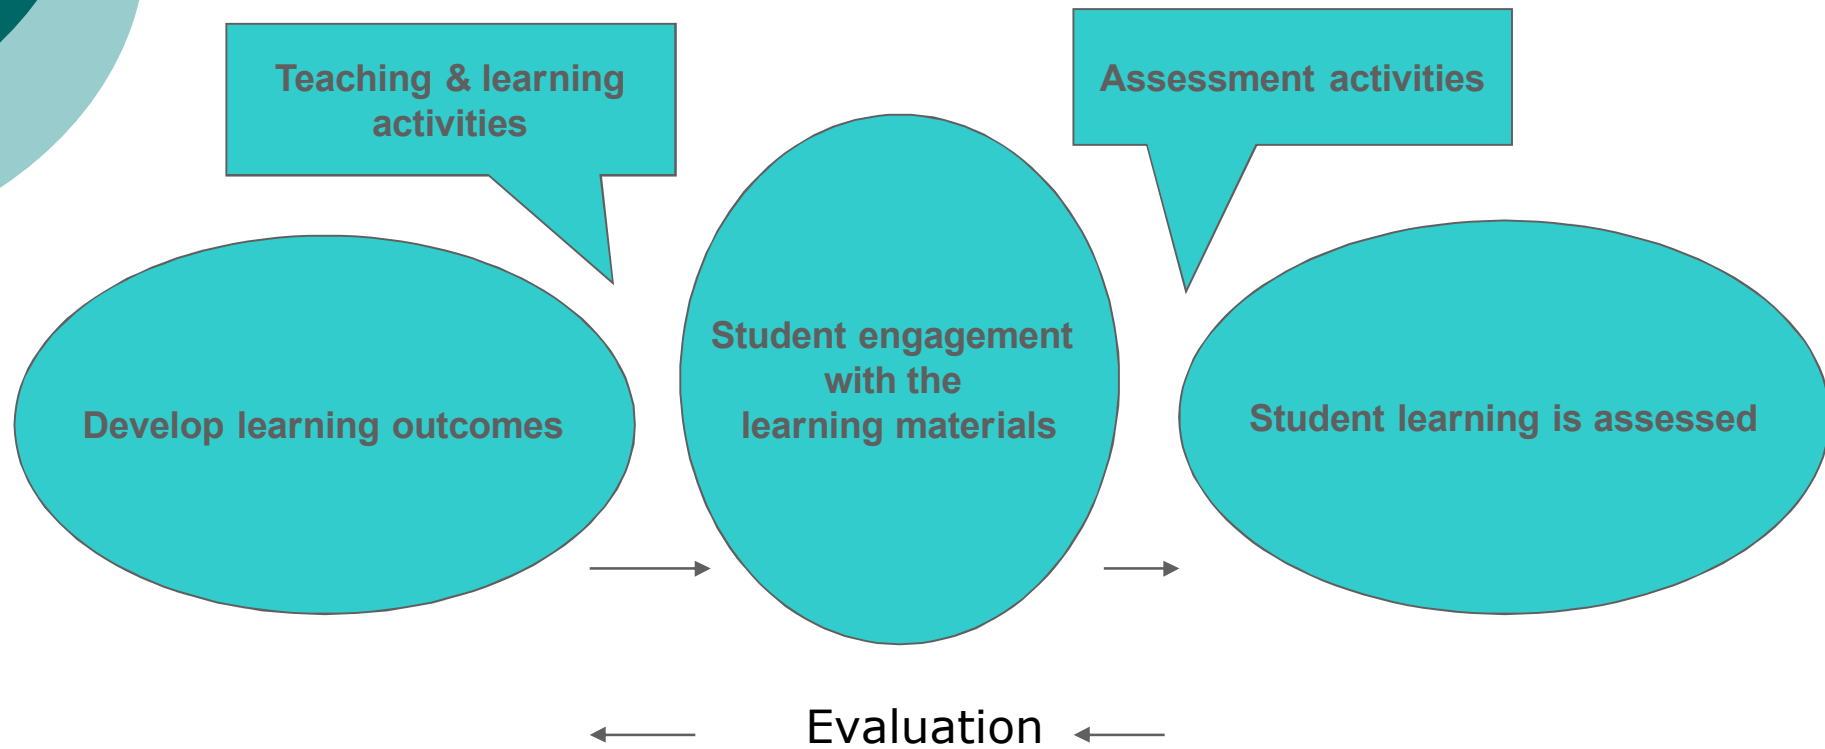 Teaching & learning
activities
Assessment activities
Develop learning outcomes
Student engagement
with the
learning materials
Student learning is assessed
Evaluation